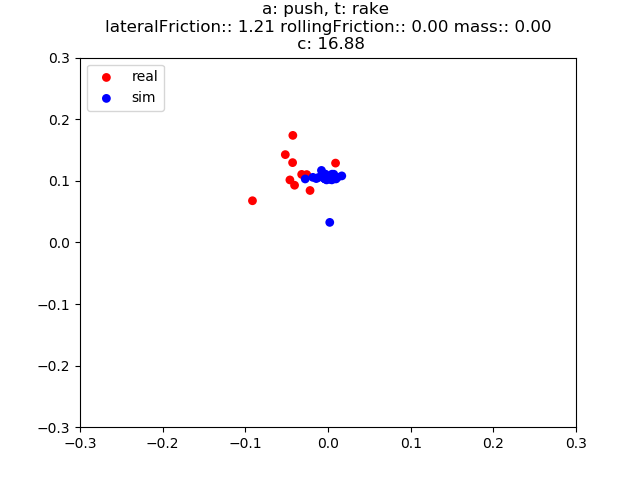 a: push, t: rake
lateralFriction:: 1.21 rollingFriction:: 0.00 mass:: 0.00
c: 16.88
real
sim
0.3
0.2
0.1
0.0
−0.1
−0.2
−0.3
−0.3 −0.2 −0.1 0.0 0.1 0.2 0.3